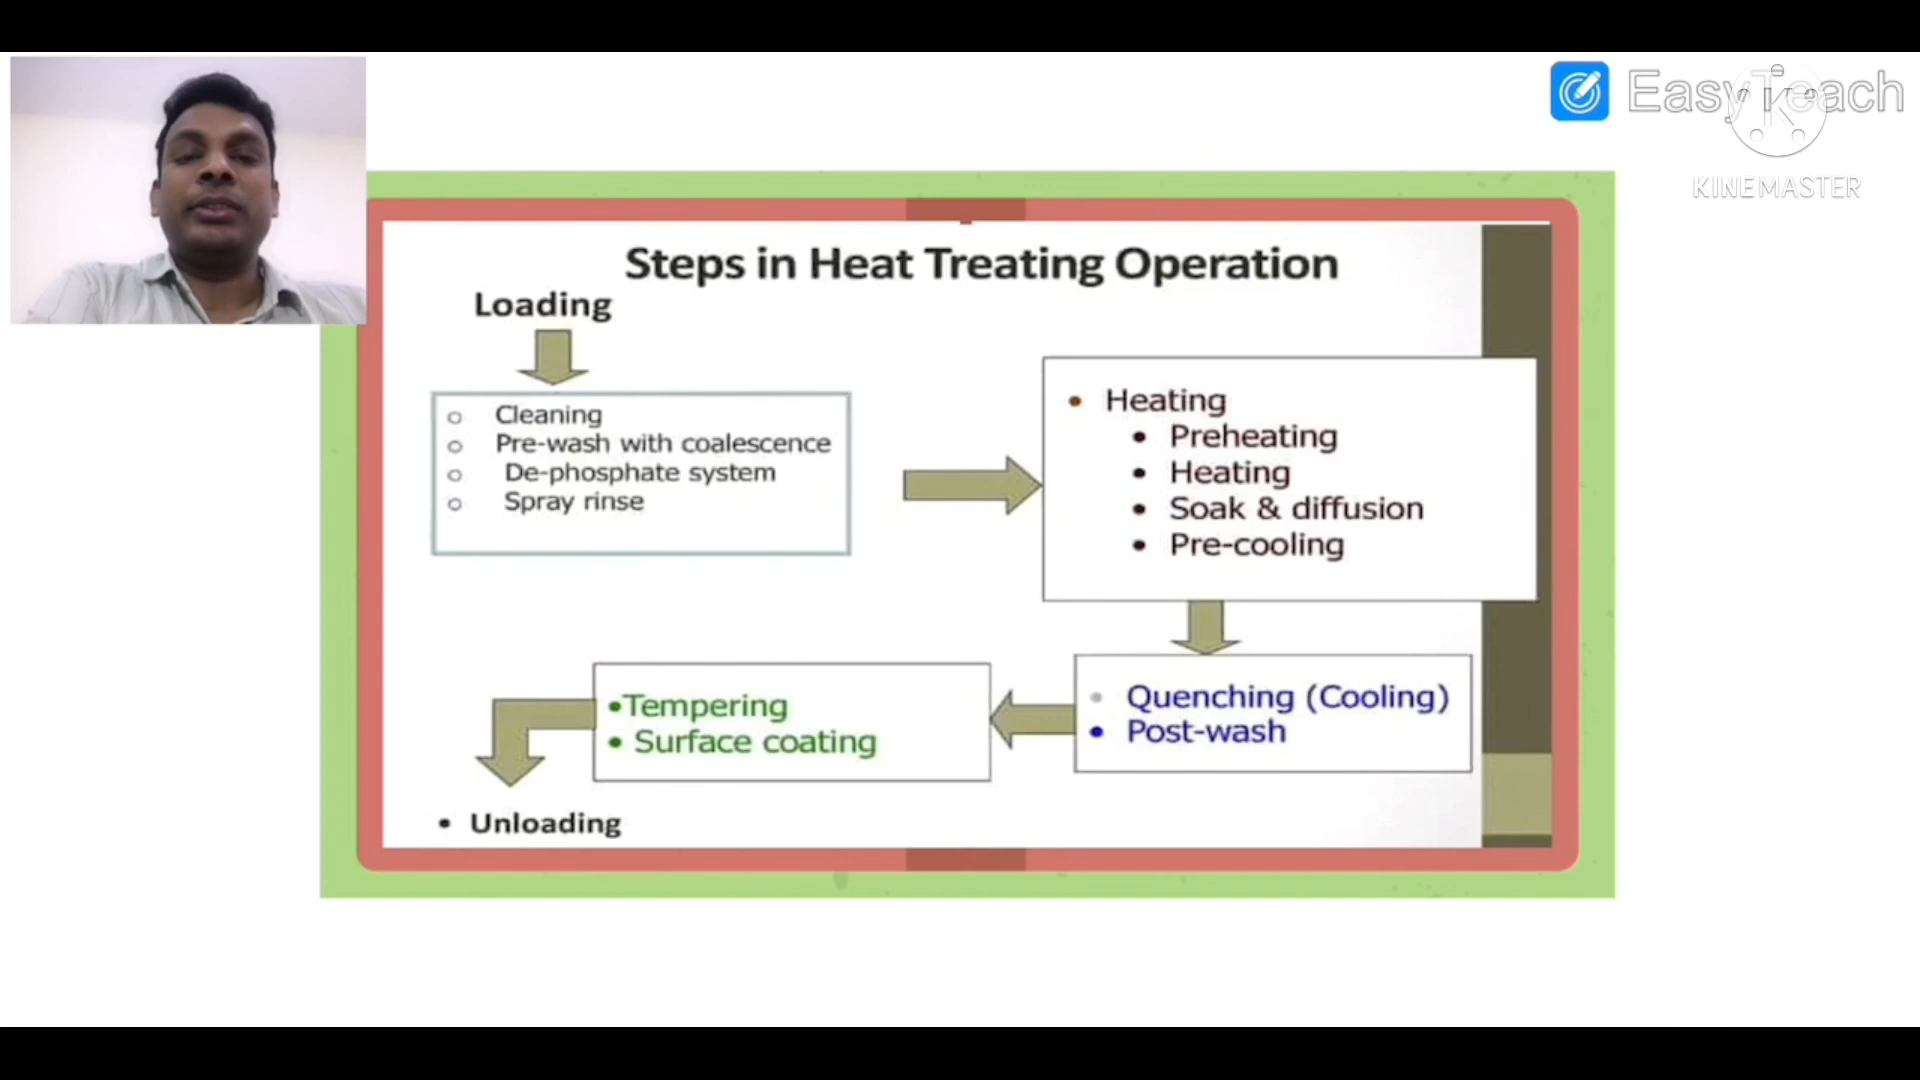 EasyTeach
KINEMASTER
Steps in Heat Treating Operation
Loading
○ Cleaning
○ Pre-wash with coalescence
○ De-phosphate system
○ Spray rinse
• Heating
• Preheating
• Heating
• Soak & diffusion
• Pre-cooling
• Quenching (Cooling)
• Post-wash
•Tempering
• Surface coating
• Unloading